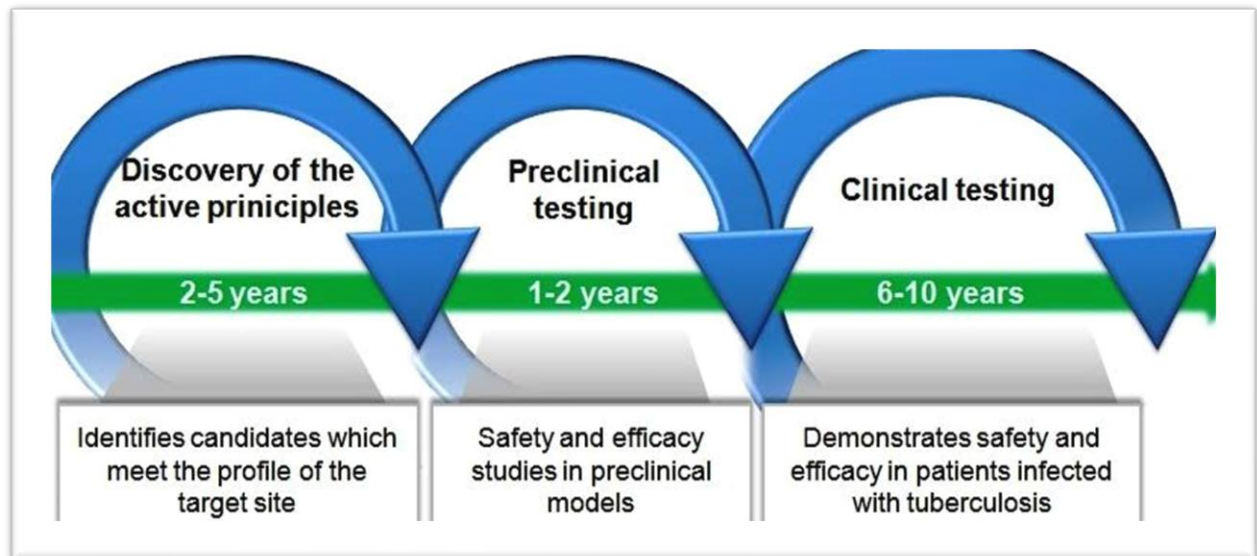 Discovery of the
active priniciples
Preclinical
testing
Clinical testing
2-5 years
1-2 years
6-10 years
Identifies candidates which
meet the profile of the
target site
Safety and efficacy
studies in preclinical
models
Demonstrates safety and
efficacy in patients infected
with tuberculosis